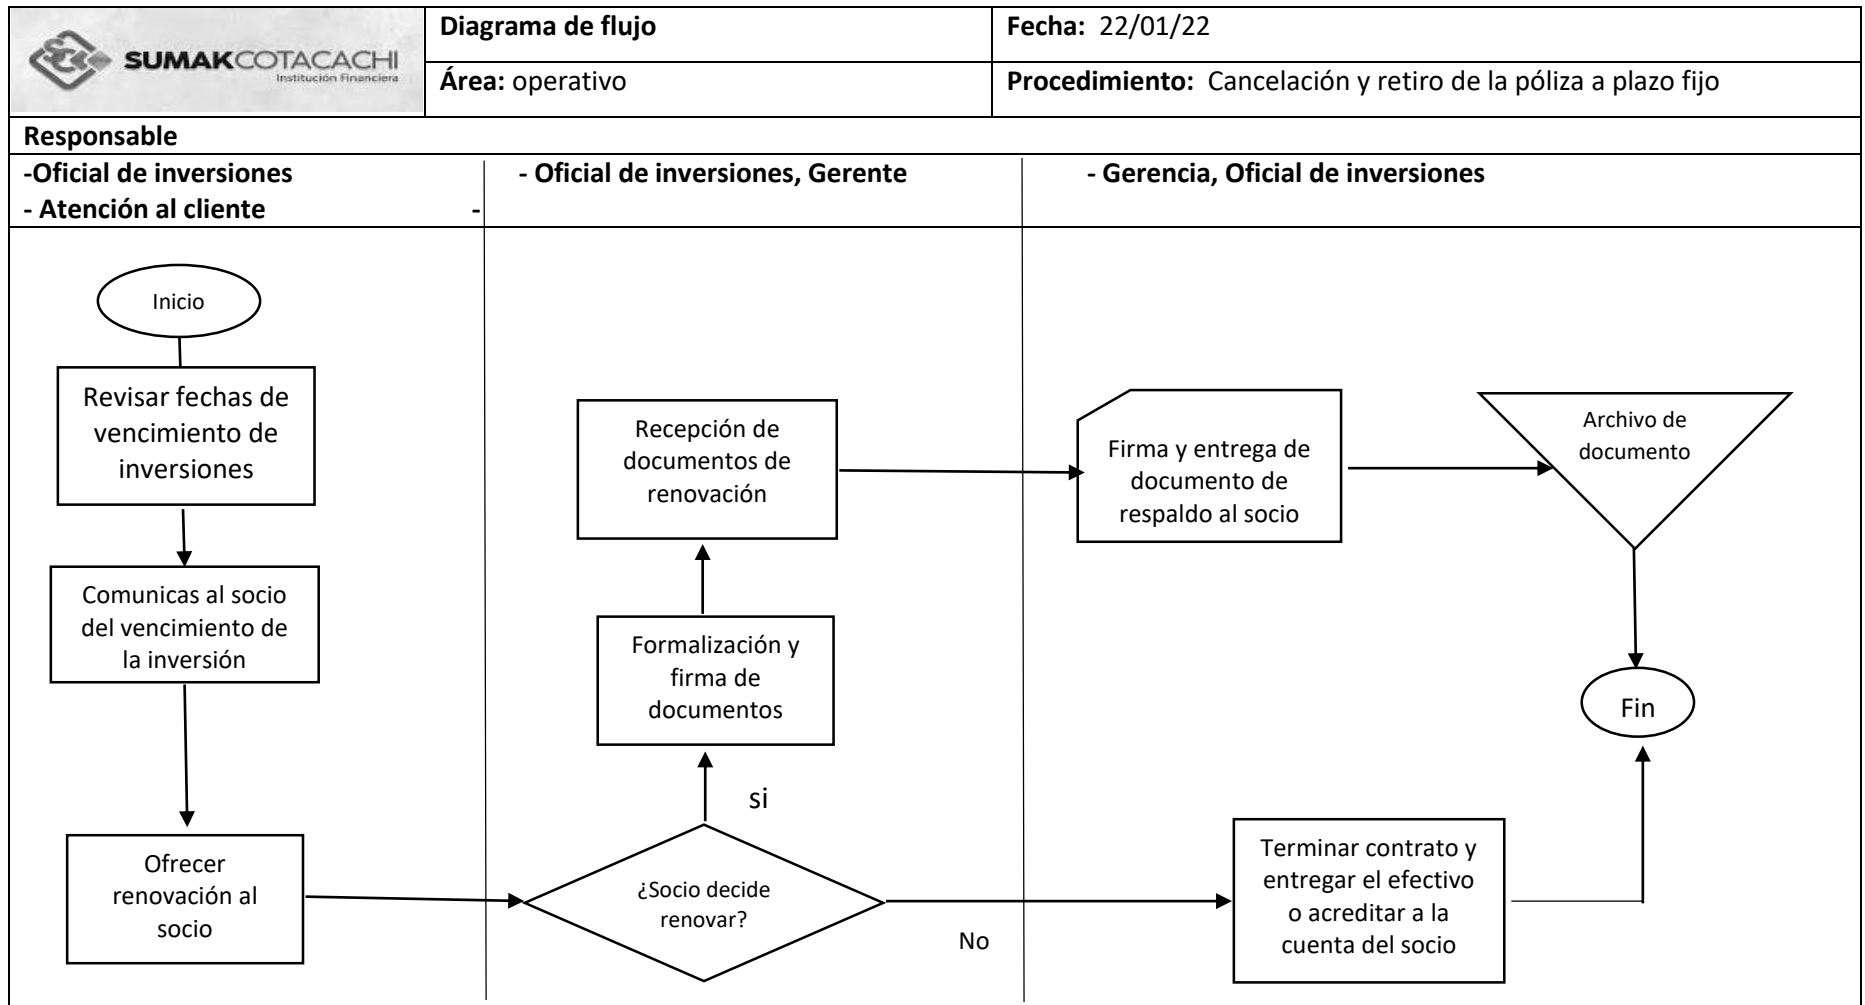 SUMAKCOTACACHI
Institución Financiera
Diagrama de flujo
Fecha: 22/01/22
Área: operativo
Procedimiento: Cancelación y retiro de la póliza a plazo fijo
Responsable
-Oficial de inversiones
- Atención al cliente -
- Oficial de inversiones, Gerente
- Gerencia, Oficial de inversiones
Inicio
Revisar fechas de
vencimiento de
inversiones
Comunicas al socio
del vencimiento de
la inversión
Ofrecer
renovación al
socio
¿Socio decide
renovar?
si
Formalización y
firma de
documentos
Recepción de
documentos de
renovación
Firma y entrega de
documento de
respaldo al socio
Archivo de
documento
Fin
No
Terminar contrato y
entregar el efectivo
o acreditar a la
cuenta del socio